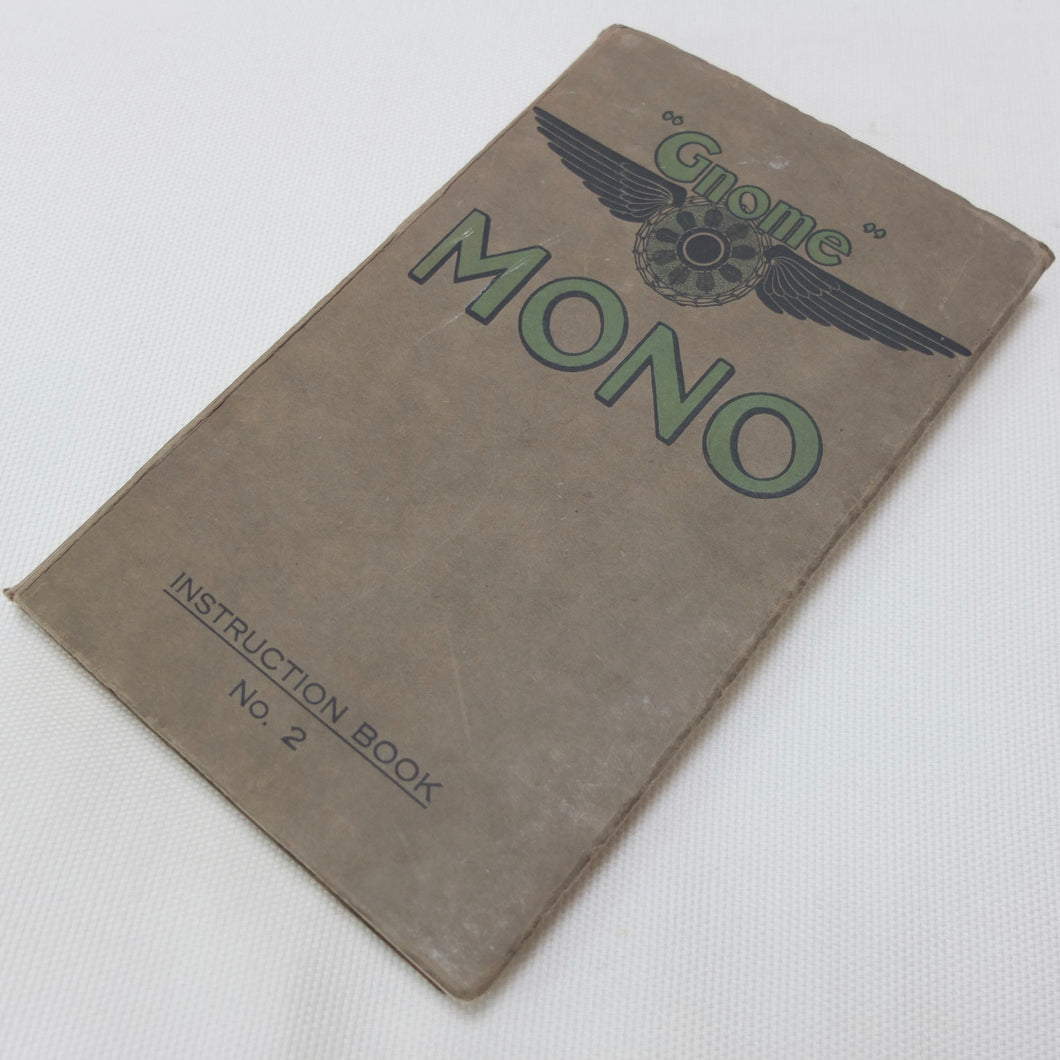 "Gnome"
MONO
INSTRUCTION BOOK
No. 2